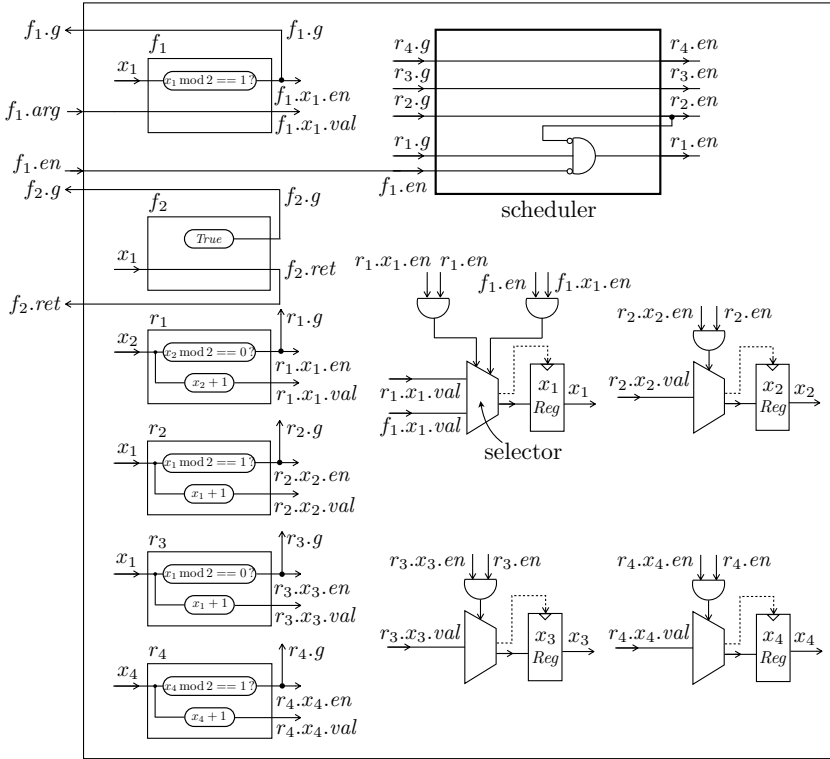 f₁.g
f₁.g
f₁
x₁
x₁ mod 2 == 1?
f₁.x₁.en
f₁.arg
f₁.x₁.val
f₁.en
f₂.g
f₂.g
f₂
True
x₁
f₂.ret
f₂.ret
r₄.g
r₄.en
r₃.g
r₃.en
r₂.g
r₂.en
r₁.g
r₁.en
f₁.en
scheduler
r₁
r₁.g
x₂
x₂ mod 2 == 0?
r₁.x₁.en
x₂ + 1
r₁.x₁.val
r₂
r₂.g
x₁
x₁ mod 2 == 1?
r₂.x₂.en
x₁ + 1
r₂.x₂.val
r₃
r₃.g
x₁
x₁ mod 2 == 0?
r₃.x₃.en
x₁ + 1
r₃.x₃.val
r₄
r₄.g
x₄
x₄ mod 2 == 1?
r₄.x₄.en
x₄ + 1
r₄.x₄.val
r₁.x₁.en
r₁.en
f₁.en
f₁.x₁.en
r₁.x₁.val
f₁.x₁.val
x₁
Reg
x₁
selector
r₂.x₂.en
r₂.en
r₂.x₂.val
x₂
Reg
x₂
r₃.x₃.en
r₃.en
r₃.x₃.val
x₃
Reg
x₃
r₄.x₄.en
r₄.en
r₄.x₄.val
x₄
Reg
x₄